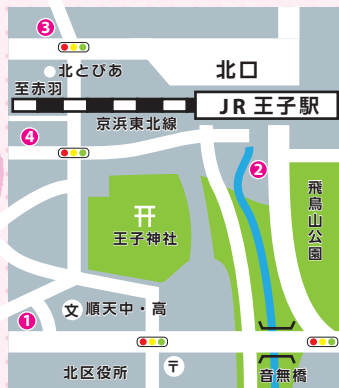 3
北とぴあ
北口
至赤羽
JR 王子駅
京浜東北線
4
2
飛鳥山公園
王子神社
1
文 順天中・高
北区役所
〒
音無橋